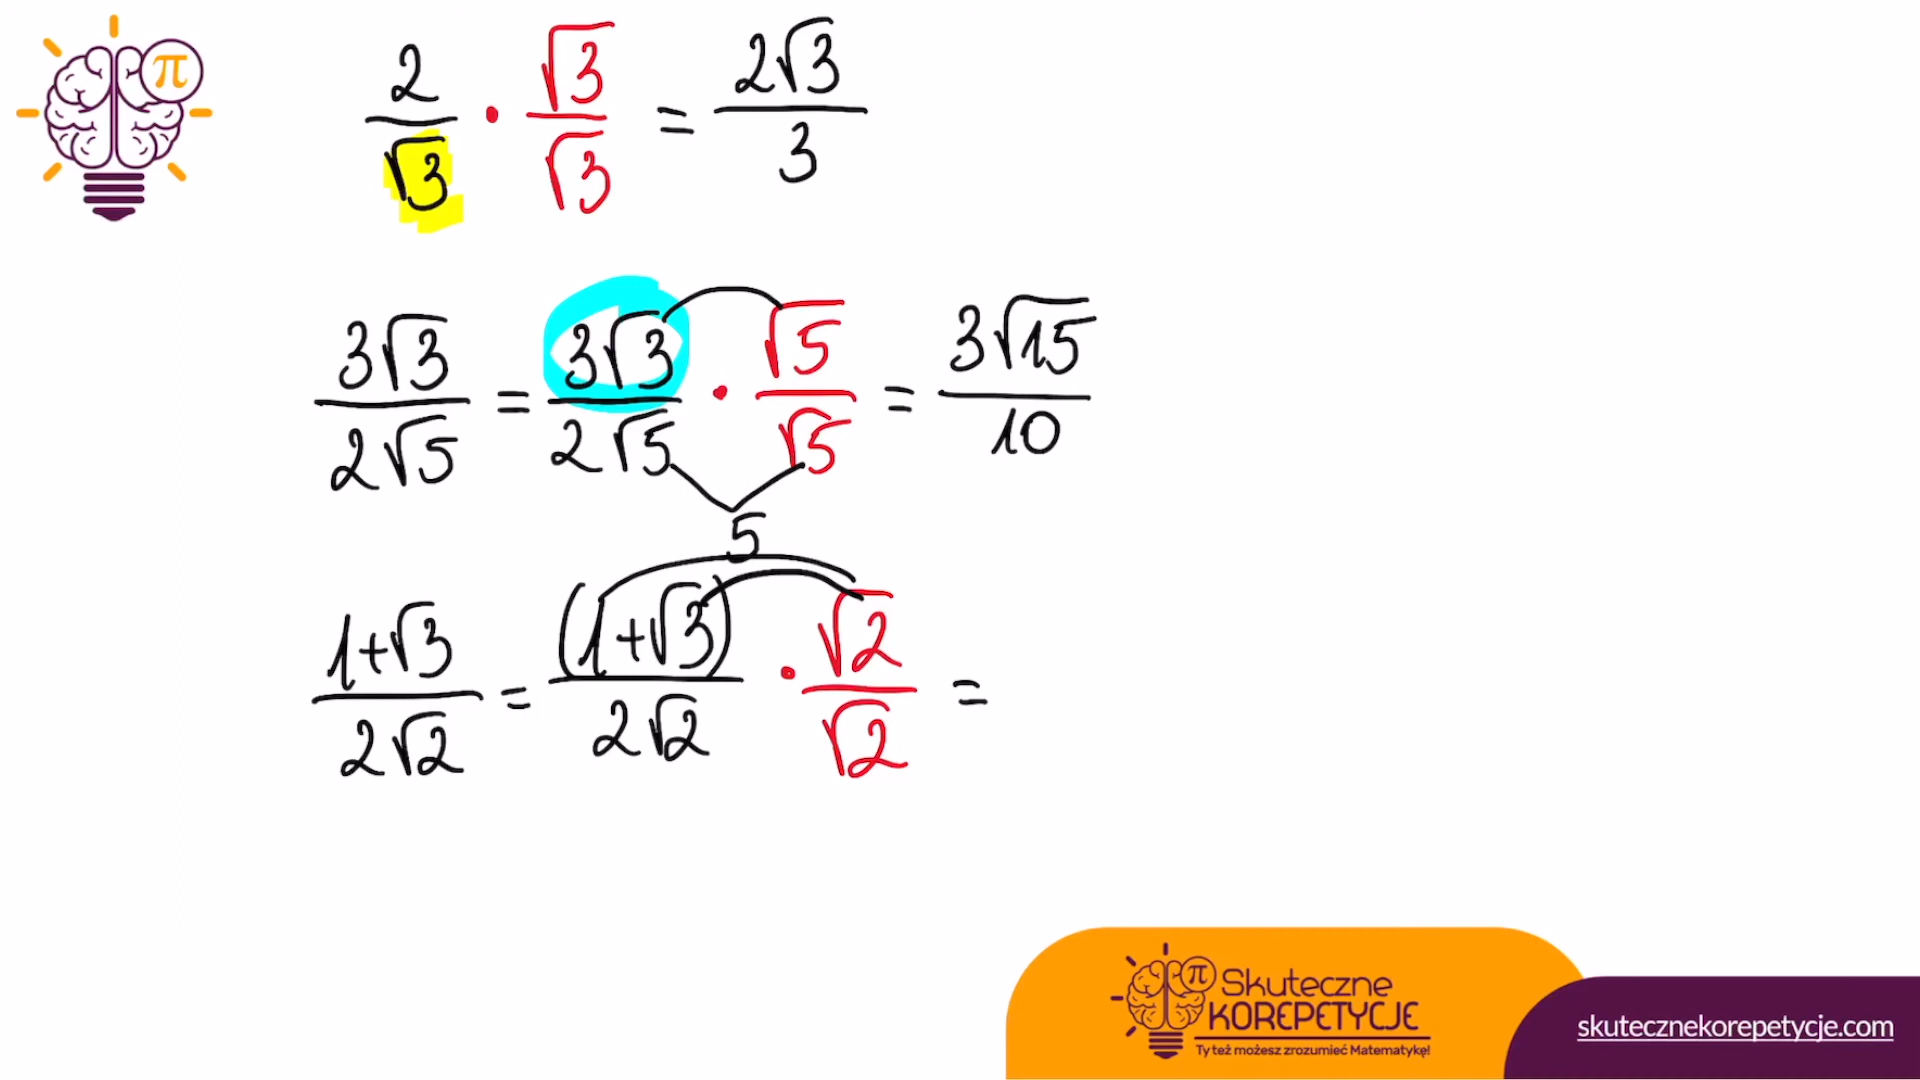 π
2/√3 · √3/√3 = 2√3/3
3√3/2√5 = 3√3/2√5 · √5/√5 = 3√15/10
5
1+√3/2√2 = (1+√3)/2√2 · √2/√2 =
π Skuteczne
KOREPETYCJE
Ty też możesz zrozumieć Matematykę!
skutecznekorepetycje.com